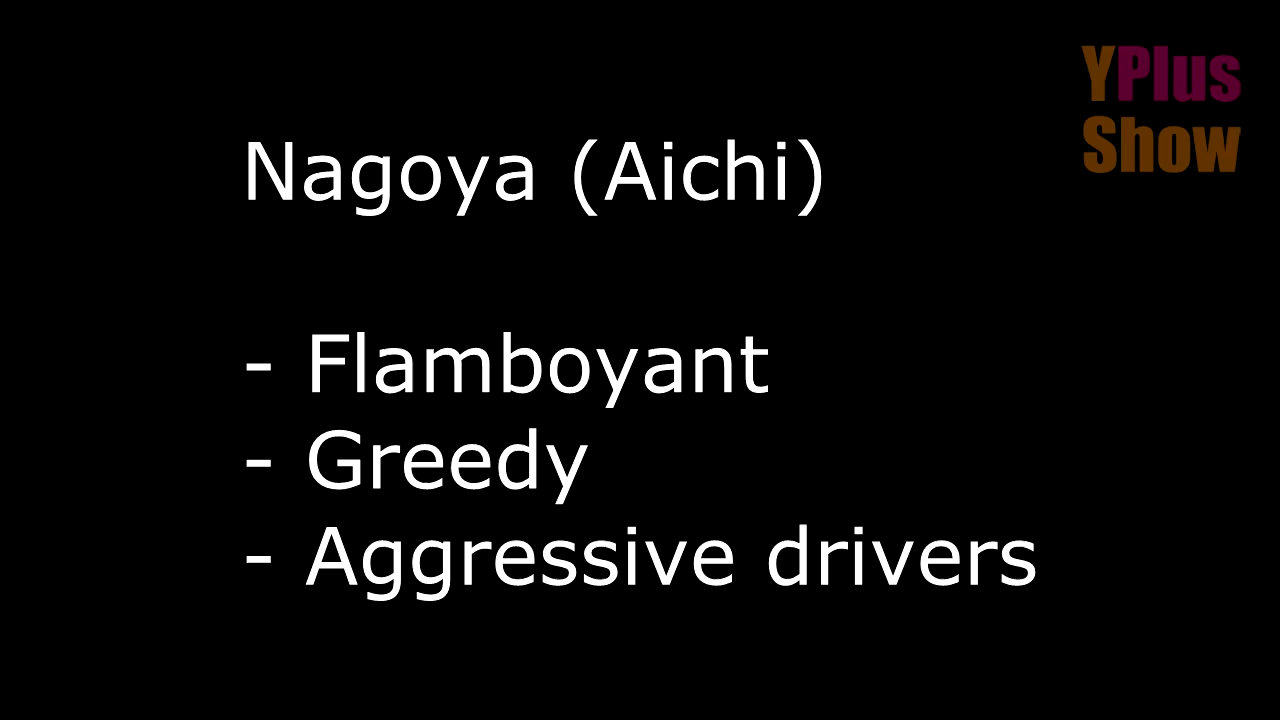 YPlus
Show
Nagoya (Aichi)
- Flamboyant
- Greedy
- Aggressive drivers